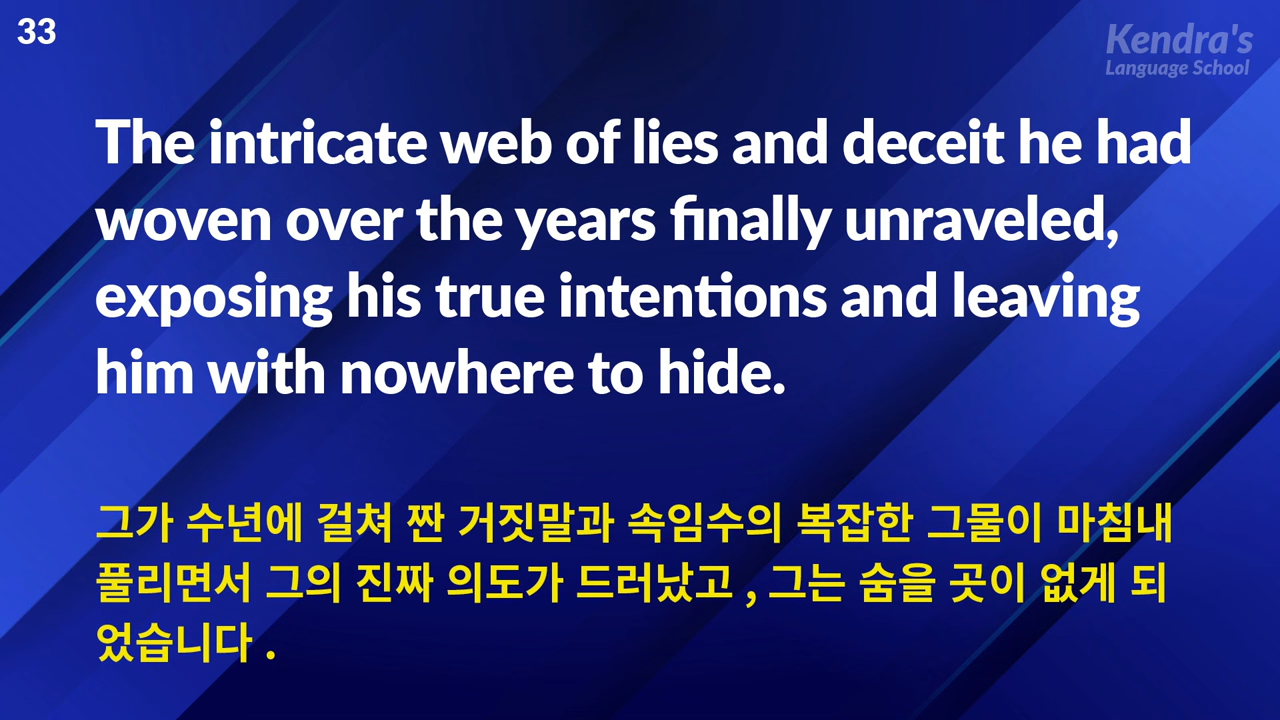 33
Kendra's
Language School
The intricate web of lies and deceit he had
woven over the years finally unraveled,
exposing his true intentions and leaving
him with nowhere to hide.
그가 수년에 걸쳐 짠 거짓말과 속임수의 복잡한 그물이 마침내
풀리면서 그의 진짜 의도가 드러났고 , 그는 숨을 곳이 없게 되
었습니다 .